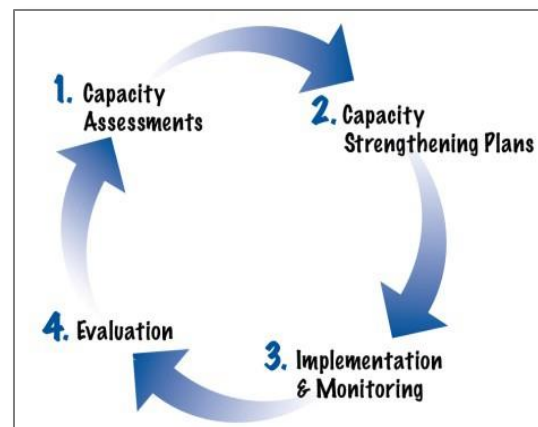 1. Capacity
Assessments
2. Capacity
Strengthening Plans
3. Implementation
& Monitoring
4. Evaluation